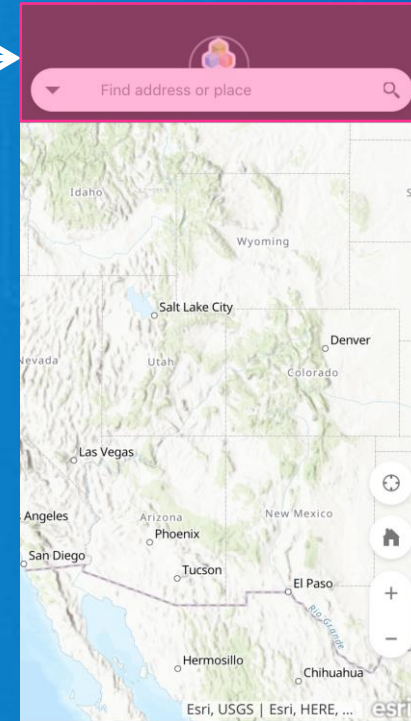 Find address or place
Idaho
Wyoming
Salt Lake City
Denver
Nevada
Utah
Colorado
Las Vegas
Angeles
Arizona
New Mexico
Phoenix
San Diego
Tucson
El Paso
Rio Grande
Hermosillo
Chihuahua
Esri, USGS | Esri, HERE, ...
esri